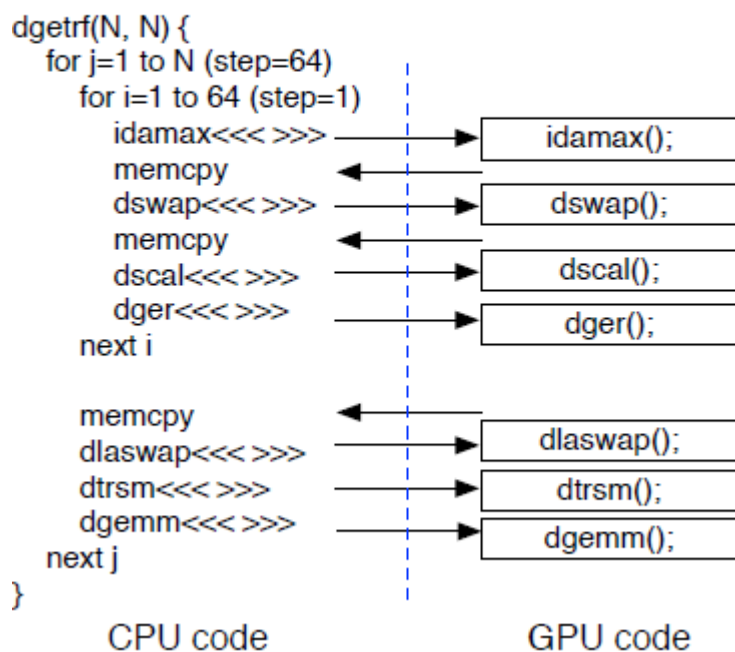 dgetrf(N, N) {
for j=1 to N (step=64)
for i=1 to 64 (step=1)
idamax<<< >>> idamax();
memcpy
dswap<<< >>> dswap();
memcpy
dscal<<< >>> dscal();
dger<<< >>> dger();
next i
memcpy
dlaswap<<< >>> dlaswap();
dtrsm<<< >>> dtrsm();
dgemm<<< >>> dgemm();
next j
}
CPU code GPU code